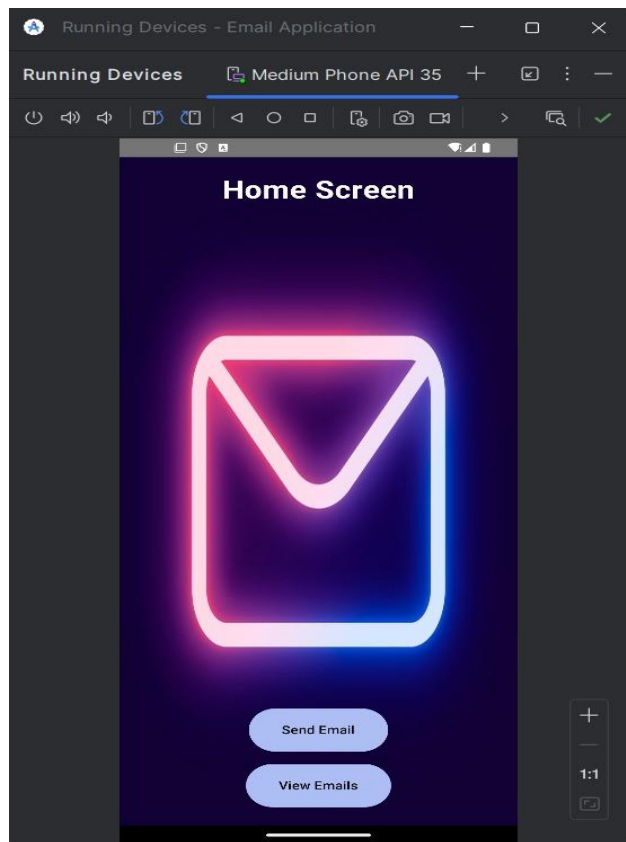 Running Devices - Email Application
Running Devices
Medium Phone API 35
Home Screen
Send Email
View Emails
1:1